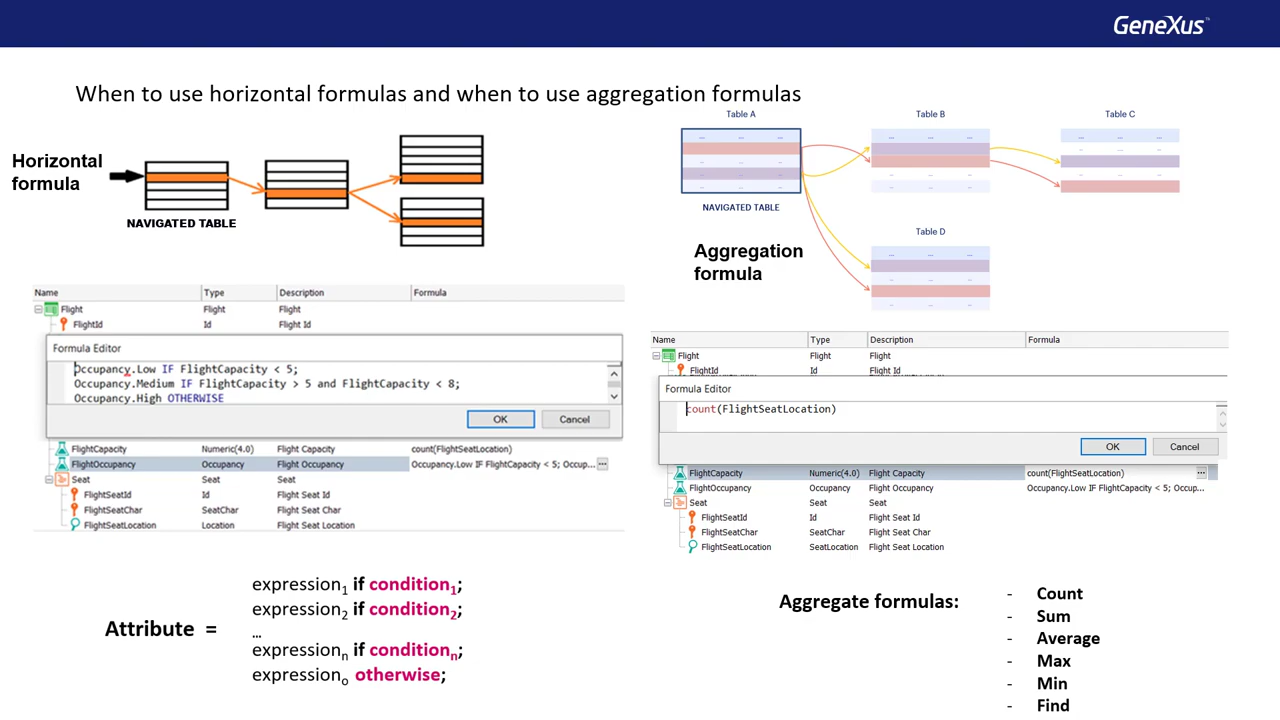 GeneXus™
When to use horizontal formulas and when to use aggregation formulas
Horizontal
formula
NAVIGATED TABLE
Name Type Description Formula
Flight Flight Flight
FlightId Id Flight Id
Formula Editor
Occupancy.Low IF FlightCapacity < 5;
Occupancy.Medium IF FlightCapacity > 5 and FlightCapacity < 8;
Occupancy.High OTHERWISE
OK Cancel
FlightCapacity Numeric(4.0) Flight Capacity count(FlightSeatLocation)
FlightOccupancy Occupancy Flight Occupancy Occupancy.Low IF FlightCapacity < 5; Occup... ...
Seat Seat Seat
FlightSeatId Id Flight Seat Id
FlightSeatChar SeatChar Flight Seat Char
FlightSeatLocation Location Flight Seat Location
Attribute =
expression1 if condition1;
expression2 if condition2;
...
expressionn if conditionn;
expressiono otherwise;
Table A Table B Table C
... ... ... ... ... ... ... ... ...
NAVIGATED TABLE
Table D
... ... ...
Aggregation
formula
Name Type Description Formula
Flight Flight Flight
FlightId Id Flight Id
Formula Editor
count(FlightSeatLocation)
OK Cancel
FlightCapacity Numeric(4.0) Flight Capacity count(FlightSeatLocation) ...
FlightOccupancy Occupancy Flight Occupancy Occupancy.Low IF FlightCapacity < 5; Occup...
Seat Seat Seat
FlightSeatId Id Flight Seat Id
FlightSeatChar SeatChar Flight Seat Char
FlightSeatLocation SeatLocation Flight Seat Location
Aggregate formulas:
- Count
- Sum
- Average
- Max
- Min
- Find